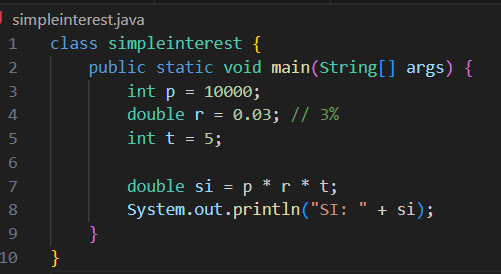 simpleinterest.java
1 class simpleinterest {
2     public static void main(String[] args) {
3         int p = 10000;
4         double r = 0.03; // 3%
5         int t = 5;
6
7         double si = p * r * t;
8         System.out.println("SI: " + si);
9     }
10 }